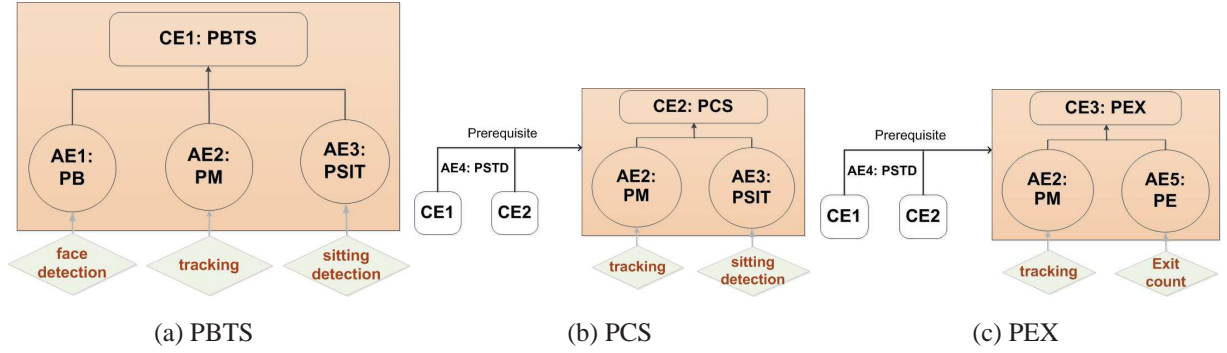 CE1: PBTS
AE1:
PB
AE2:
PM
AE3:
PSIT
face
detection
tracking
sitting
detection
(a) PBTS
CE2: PCS
Prerequisite
AE4: PSTD
CE1
CE2
AE2:
PM
AE3:
PSIT
tracking
sitting
detection
(b) PCS
CE3: PEX
Prerequisite
AE4: PSTD
CE1
CE2
AE2:
PM
AE5:
PE
tracking
Exit
count
(c) PEX